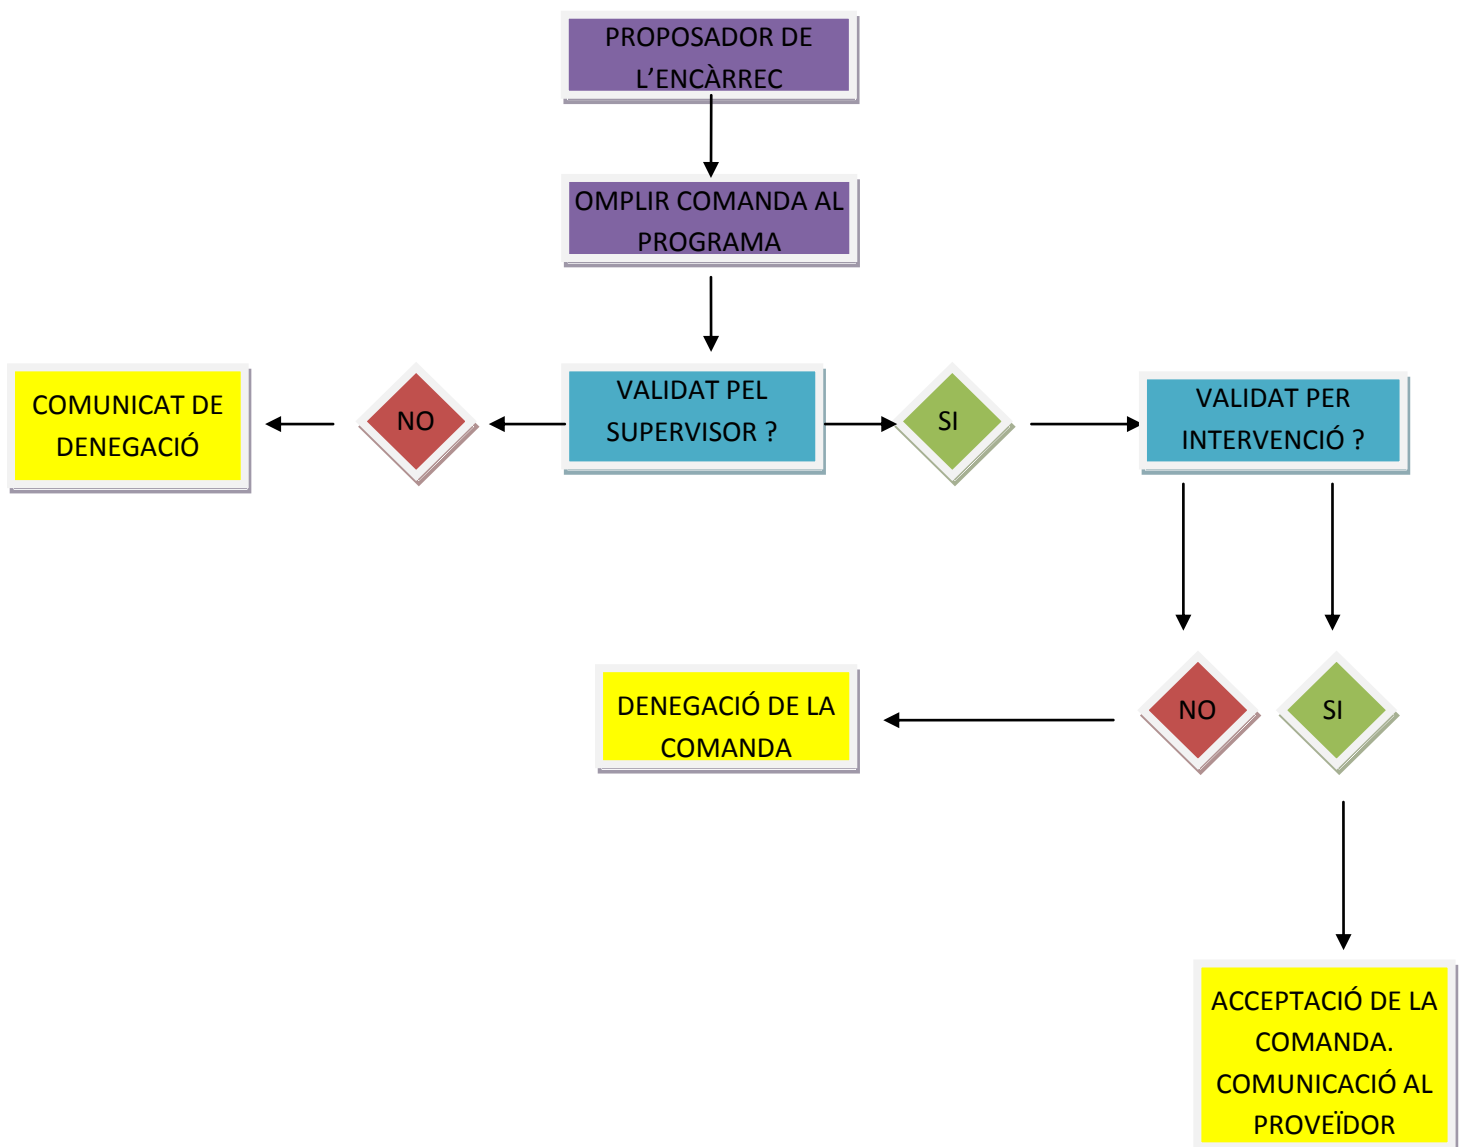 PROPOSADOR DE
L’ENCÀRREC
OMPLIR COMANDA AL
PROGRAMA
COMUNICAT DE
DENEGACIÓ
NO
VALIDAT PEL
SUPERVISOR ?
SI
VALIDAT PER
INTERVENCIÓ ?
DENEGACIÓ DE LA
COMANDA
NO
SI
ACCEPTACIÓ DE LA
COMANDA.
COMUNICACIÓ AL
PROVEÏDOR